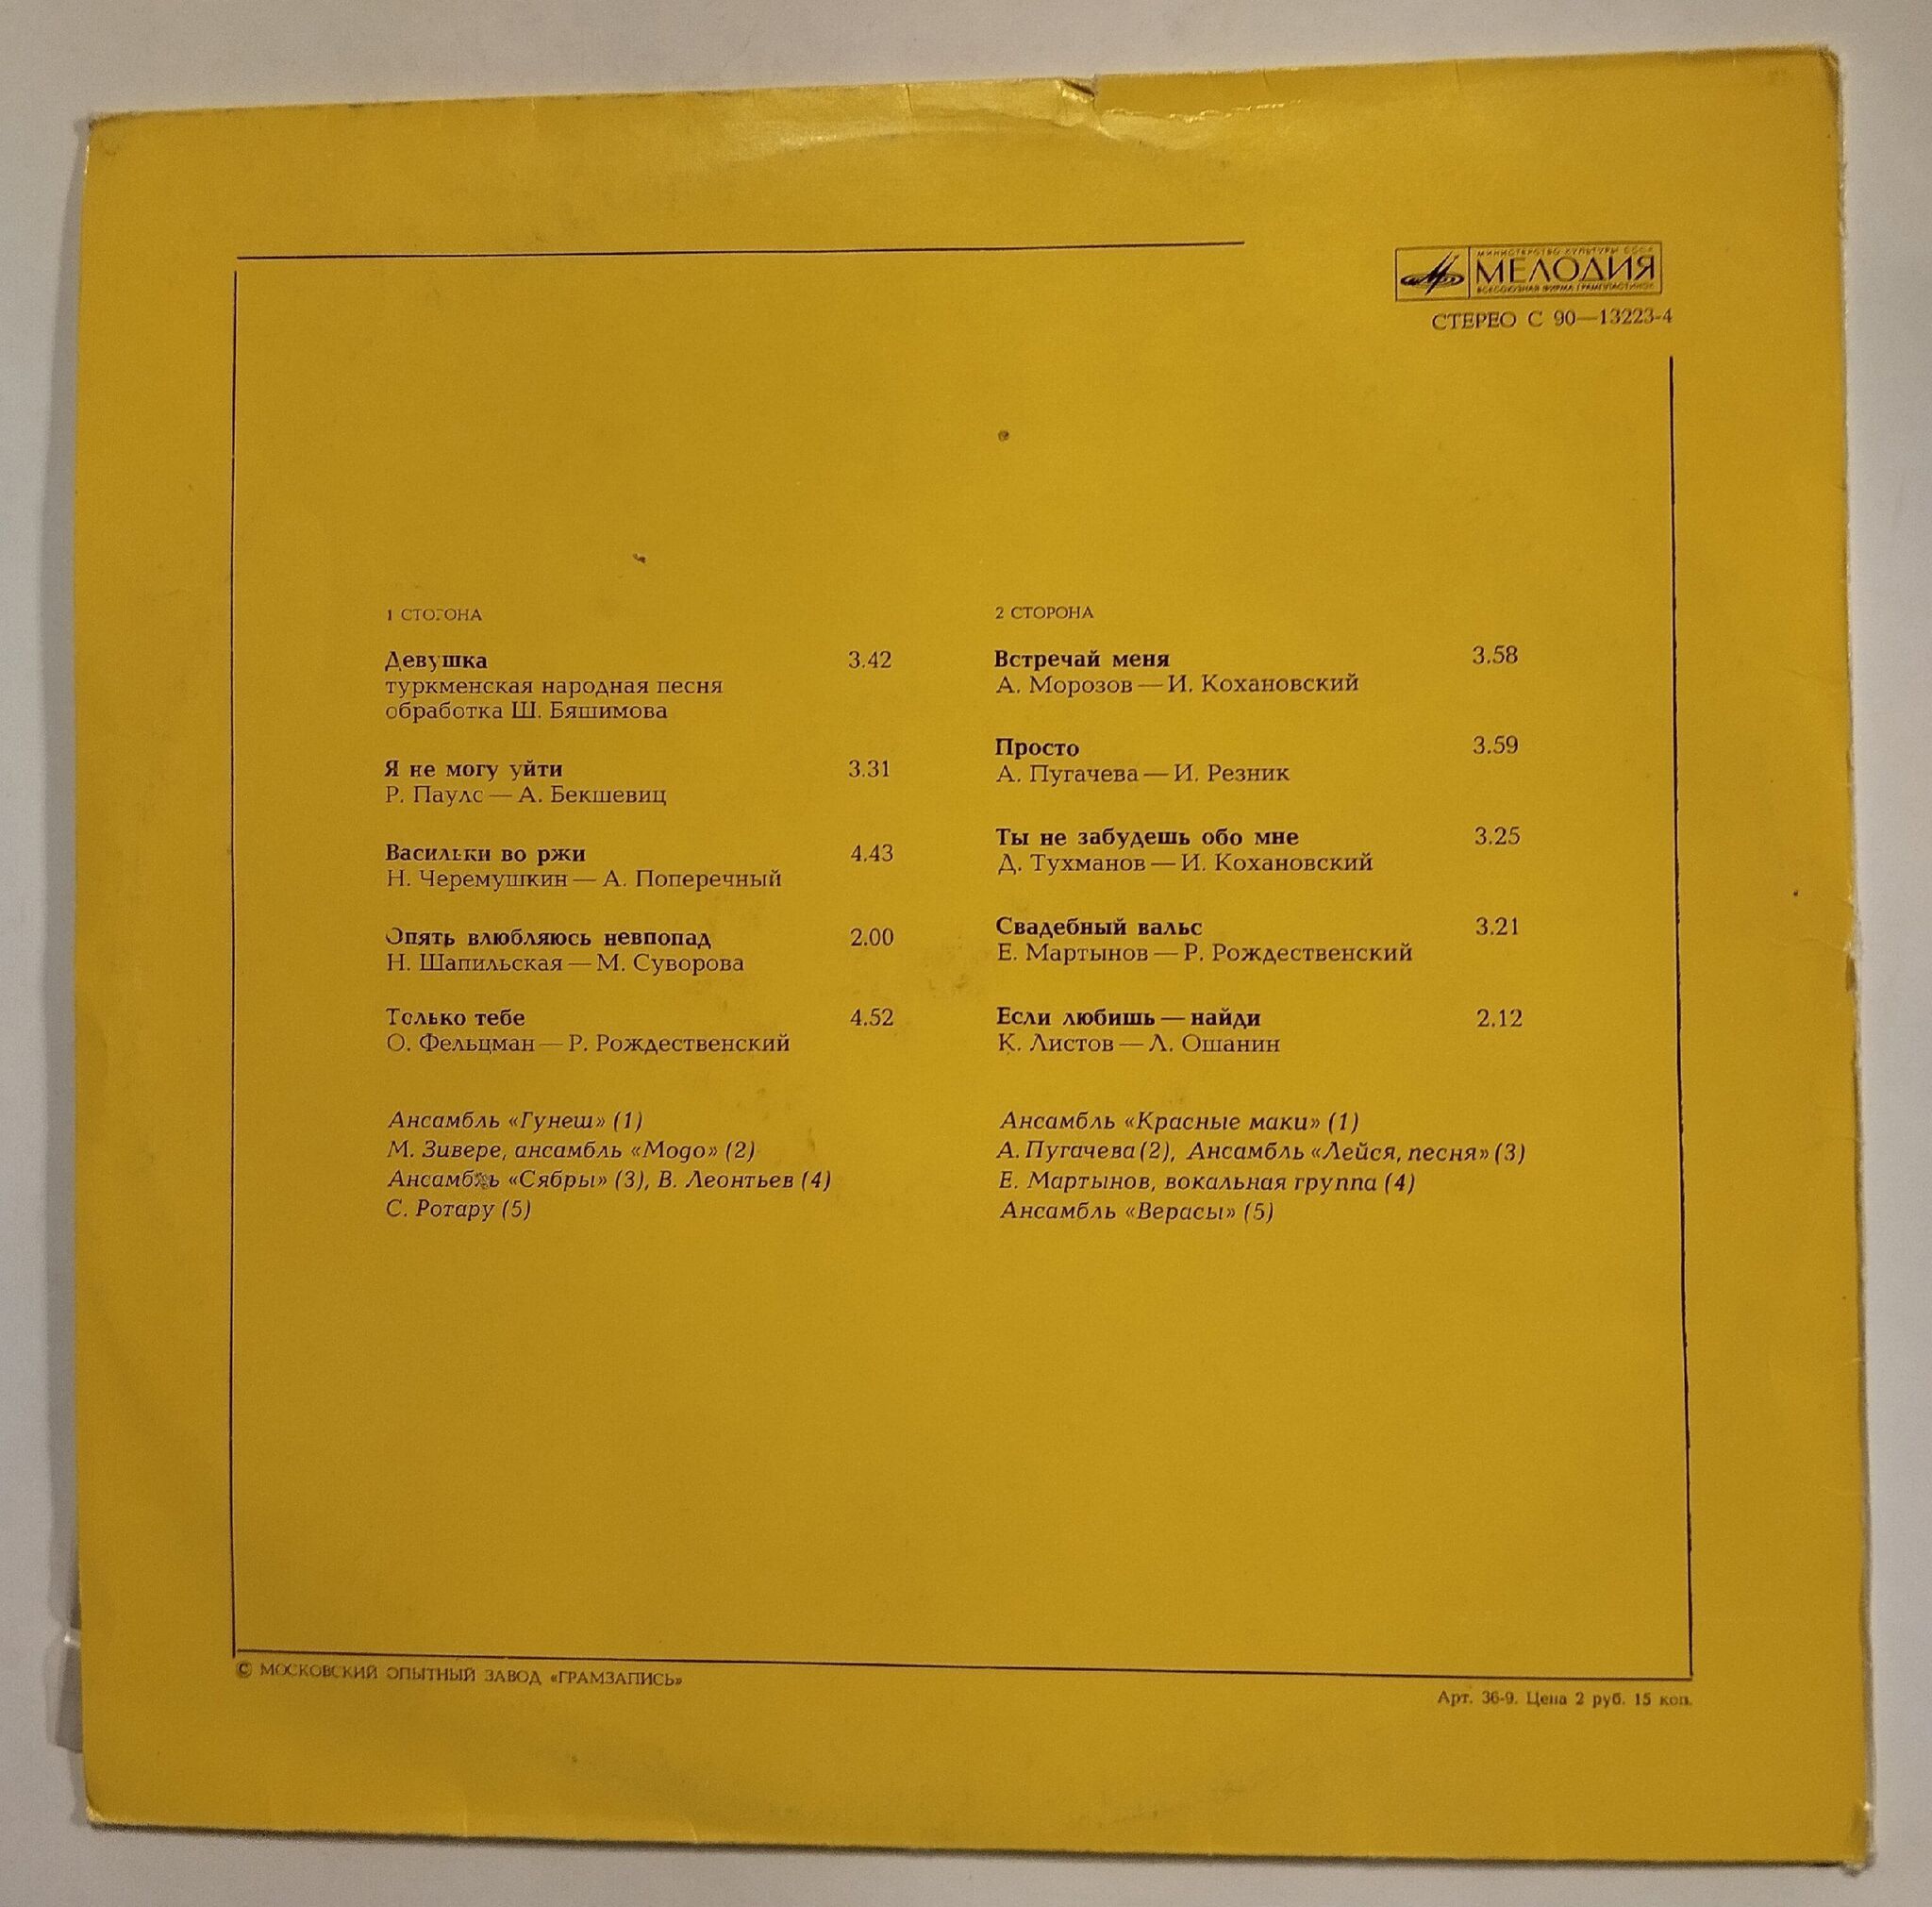 МИНИСТЕРСТВО КУЛЬТУРЫ СССР
МЕЛОДИЯ
ВСЕСОЮЗНАЯ ФИРМА ГРАМПЛАСТИНОК
СТЕРЕО С 90—13223-4
1 СТОРОНА
Девушка 3.42
туркменская народная песня
обработка Ш. Бяшимова
Я не могу уйти 3.31
Р. Паулс — А. Бекшевиц
Васильки во ржи 4.43
Н. Черемушкин — А. Поперечный
Опять влюбляюсь невпопад 2.00
Н. Шапильская — М. Суворова
Только тебе 4.52
О. Фельцман — Р. Рождественский
Ансамбль «Гунеш» (1)
М. Зивере, ансамбль «Модо» (2)
Ансамбль «Сябры» (3), В. Леонтьев (4)
С. Ротару (5)
2 СТОРОНА
Встречай меня 3.58
А. Морозов — И. Кохановский
Просто 3.59
А. Пугачева — И. Резник
Ты не забудешь обо мне 3.25
Д. Тухманов — И. Кохановский
Свадебный вальс 3.21
Е. Мартынов — Р. Рождественский
Если любишь — найди 2.12
К. Листов — Л. Ошанин
Ансамбль «Красные маки» (1)
А. Пугачева (2), Ансамбль «Лейся, песня» (3)
Е. Мартынов, вокальная группа (4)
Ансамбль «Верасы» (5)
© МОСКОВСКИЙ ОПЫТНЫЙ ЗАВОД «ГРАМЗАПИСЬ»
Арт. 36-9. Цена 2 руб. 15 коп.